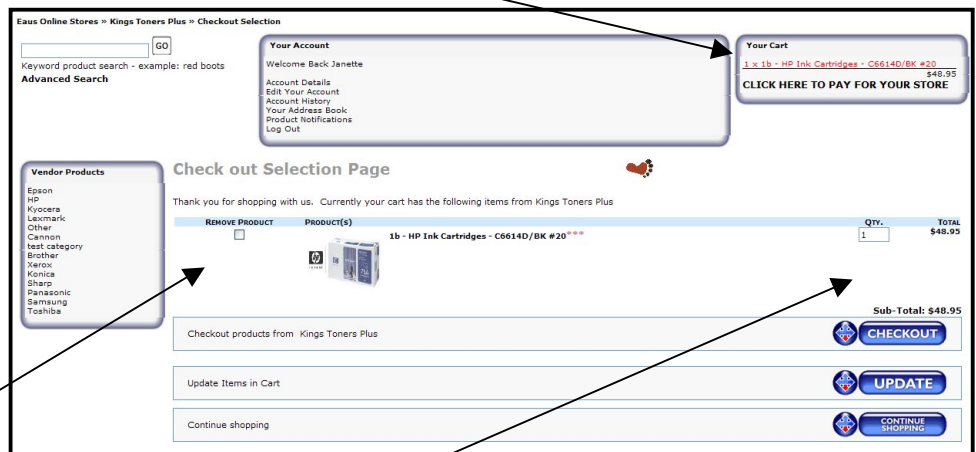 Eaus Online Stores » Kings Toners Plus » Checkout Selection
GO
Keyword product search - example: red boots
Advanced Search
Your Account
Welcome Back Janette
Account Details
Edit Your Account
Account History
Your Address Book
Product Notifications
Log Out
Your Cart
1 x 1b - HP Ink Cartridges - C6614D/BK #20
$48.95
CLICK HERE TO PAY FOR YOUR STORE
Vendor Products
Epson
HP
Kyocera
Lexmark
Other
Cannon
test category
Brother
Xerox
Konica
Sharp
Panasonic
Samsung
Toshiba
Check out Selection Page
Thank you for shopping with us. Currently your cart has the following items from Kings Toners Plus
REMOVE PRODUCT PRODUCT(S) QTY. TOTAL
1b - HP Ink Cartridges - C6614D/BK #20*** 1 $48.95
Sub-Total: $48.95
Checkout products from Kings Toners Plus CHECKOUT
Update Items in Cart UPDATE
Continue shopping CONTINUE
SHOPPING